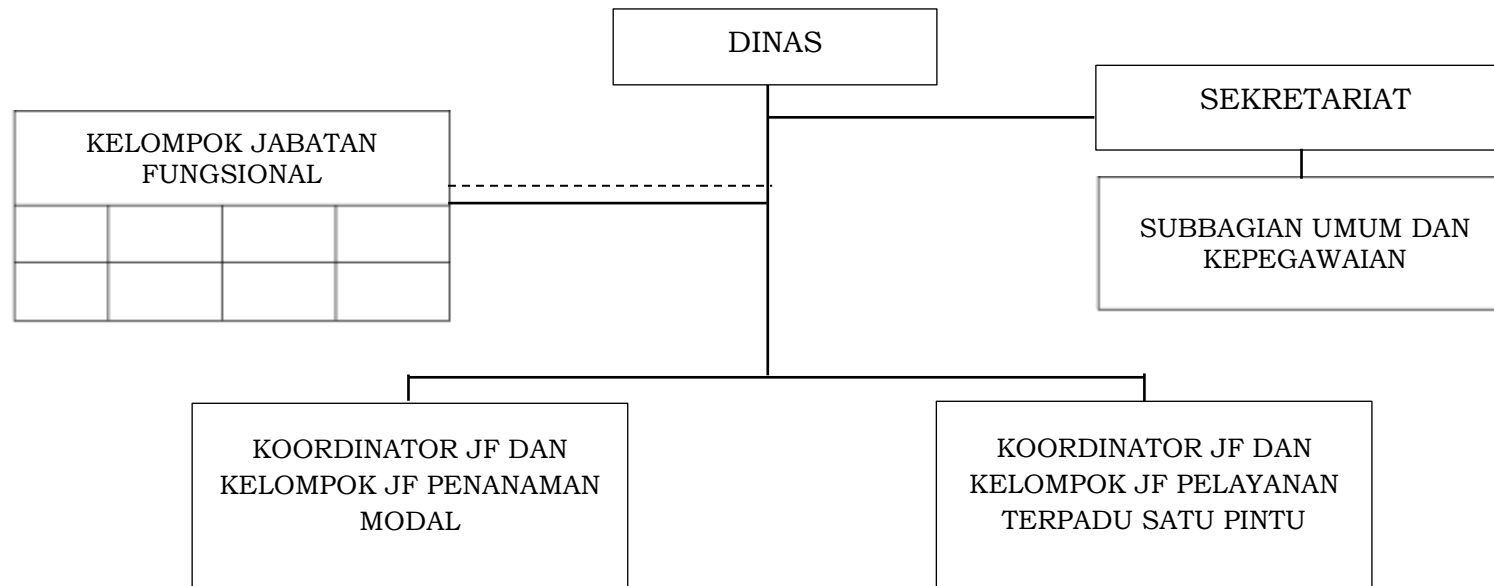 DINAS
SEKRETARIAT
KELOMPOK JABATAN
FUNGSIONAL
SUBBAGIAN UMUM DAN
KEPEGAWAIAN
KOORDINATOR JF DAN
KELOMPOK JF PENANAMAN
MODAL
KOORDINATOR JF DAN
KELOMPOK JF PELAYANAN
TERPADU SATU PINTU